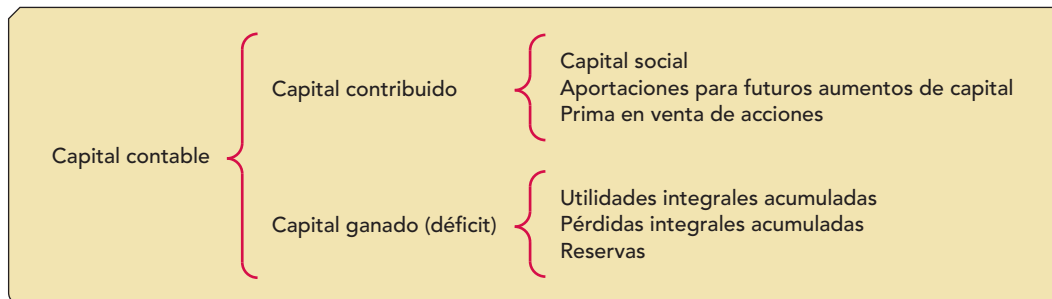 Capital contable
Capital contribuido
Capital social
Aportaciones para futuros aumentos de capital
Prima en venta de acciones
Capital ganado (déficit)
Utilidades integrales acumuladas
Pérdidas integrales acumuladas
Reservas